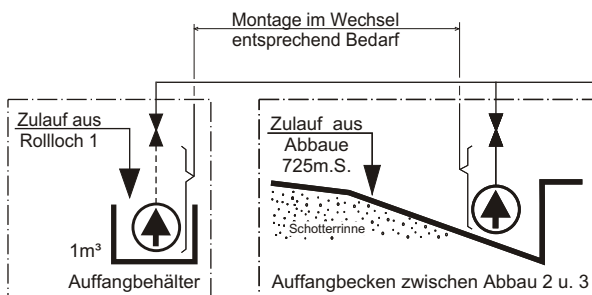 Montage im Wechsel
entsprechend Bedarf
Zulauf aus
Rollloch 1
1m³
Auffangbehälter
Zulauf aus
Abbaue
725m.S.
Schotterrinne
Auffangbecken zwischen Abbau 2 u. 3